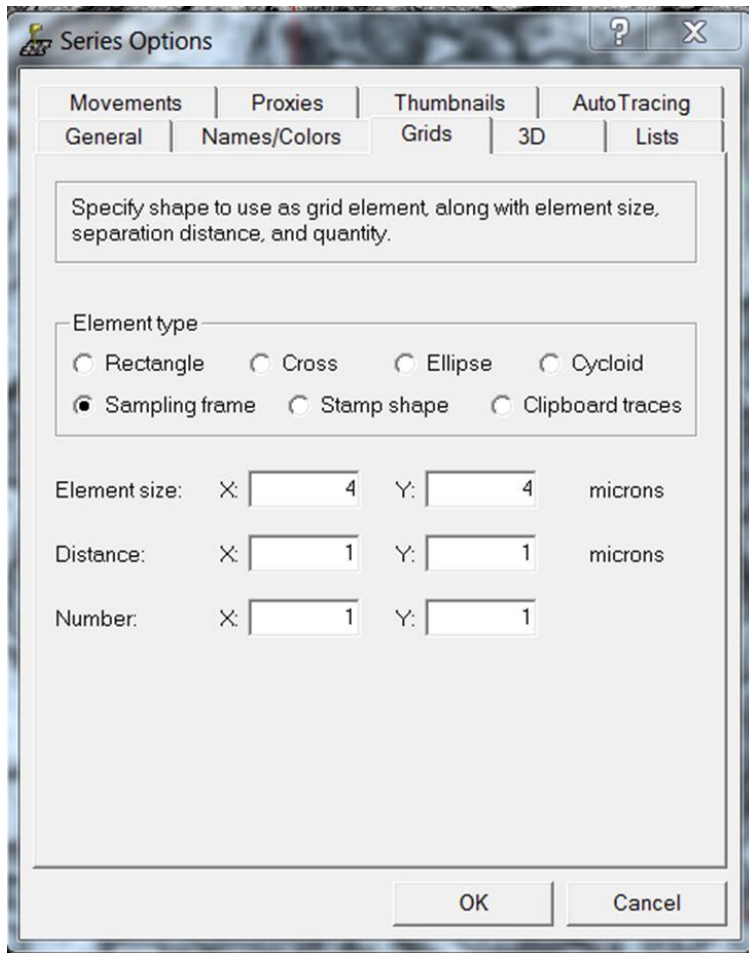 Series Options
Movements Proxies Thumbnails AutoTracing
General Names/Colors Grids 3D Lists
Specify shape to use as grid element, along with element size,
separation distance, and quantity.
Element type
Rectangle Cross Ellipse Cycloid
Sampling frame Stamp shape Clipboard traces
Element size: X: 4 Y: 4 microns
Distance: X: 1 Y: 1 microns
Number: X: 1 Y: 1
OK Cancel